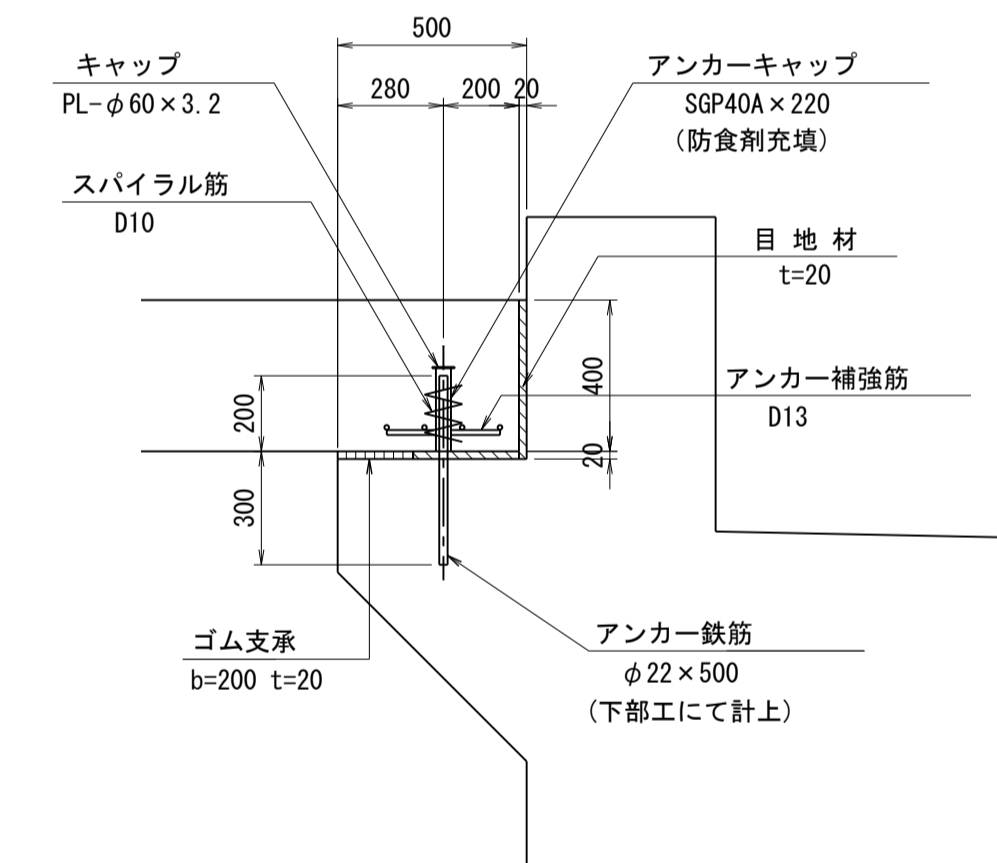 500
キャップ
PL-φ60×3.2
280
200
20
アンカーキャップ
SGP40A×220
(防食剤充填)
スパイラル筋
D10
目 地 材
t=20
400
アンカー補強筋
D13
200
20
300
ゴム支承
b=200 t=20
アンカー鉄筋
φ22×500
(下部工にて計上)